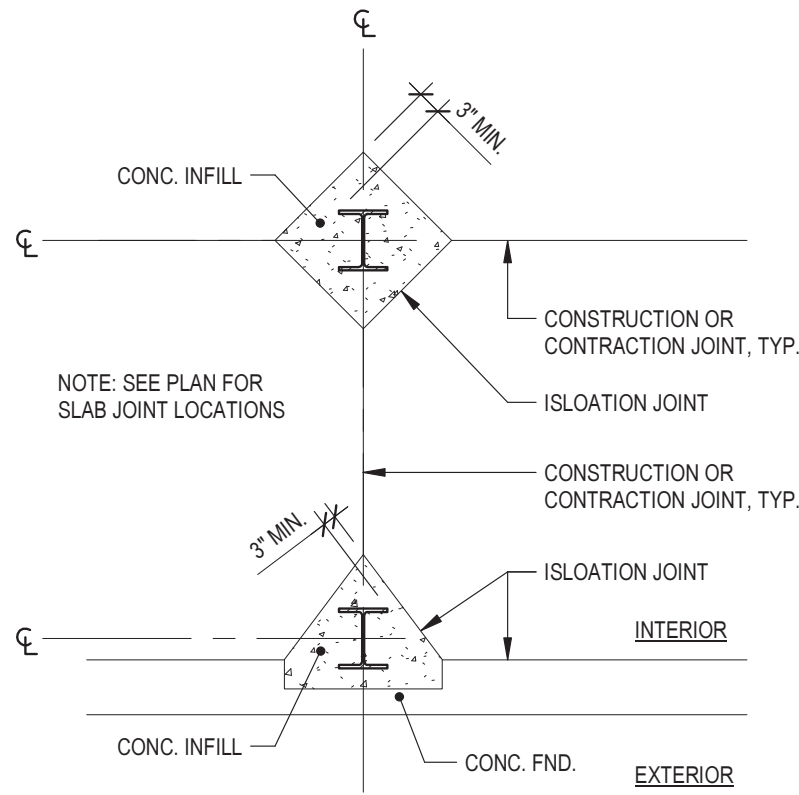 ℄
3" MIN.
CONC. INFILL
℄
CONSTRUCTION OR
CONTRACTION JOINT, TYP.
NOTE: SEE PLAN FOR
SLAB JOINT LOCATIONS
ISLOATION JOINT
CONSTRUCTION OR
CONTRACTION JOINT, TYP.
3" MIN.
ISLOATION JOINT
INTERIOR
℄
CONC. INFILL
CONC. FND.
EXTERIOR